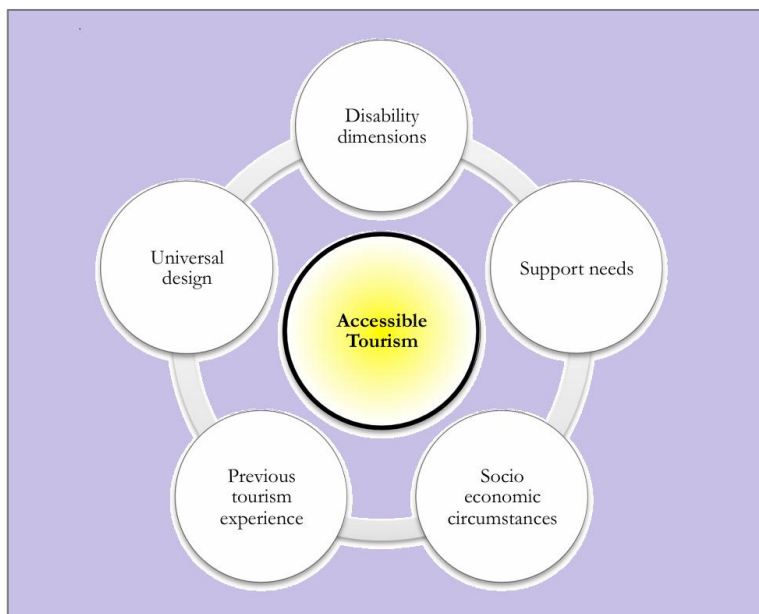 Disability
dimensions
Universal
design
Support needs
Accessible
Tourism
Previous
tourism
experience
Socio
economic
circumstances